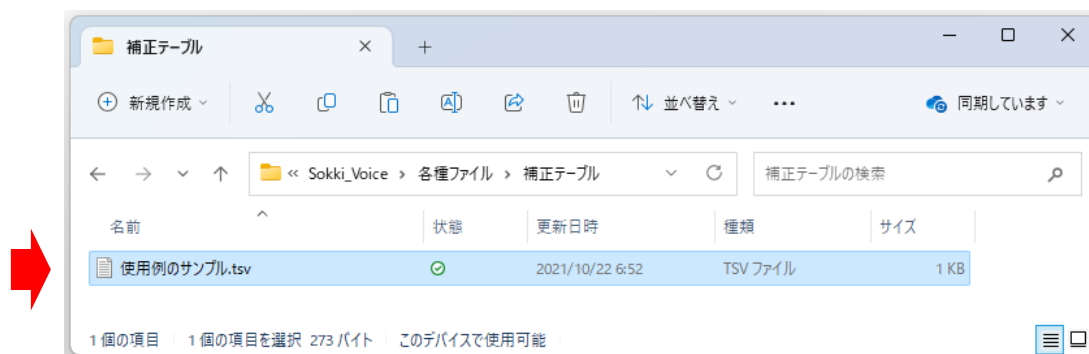 補正テーブル
新規作成
並べ替え
同期しています
« Sokki_Voice > 各種ファイル > 補正テーブル
補正テーブルの検索
名前 状態 更新日時 種類 サイズ
使用例のサンプル.tsv 2021/10/22 6:52 TSV ファイル 1 KB
1 個の項目 1 個の項目を選択 273 バイト このデバイスで使用可能